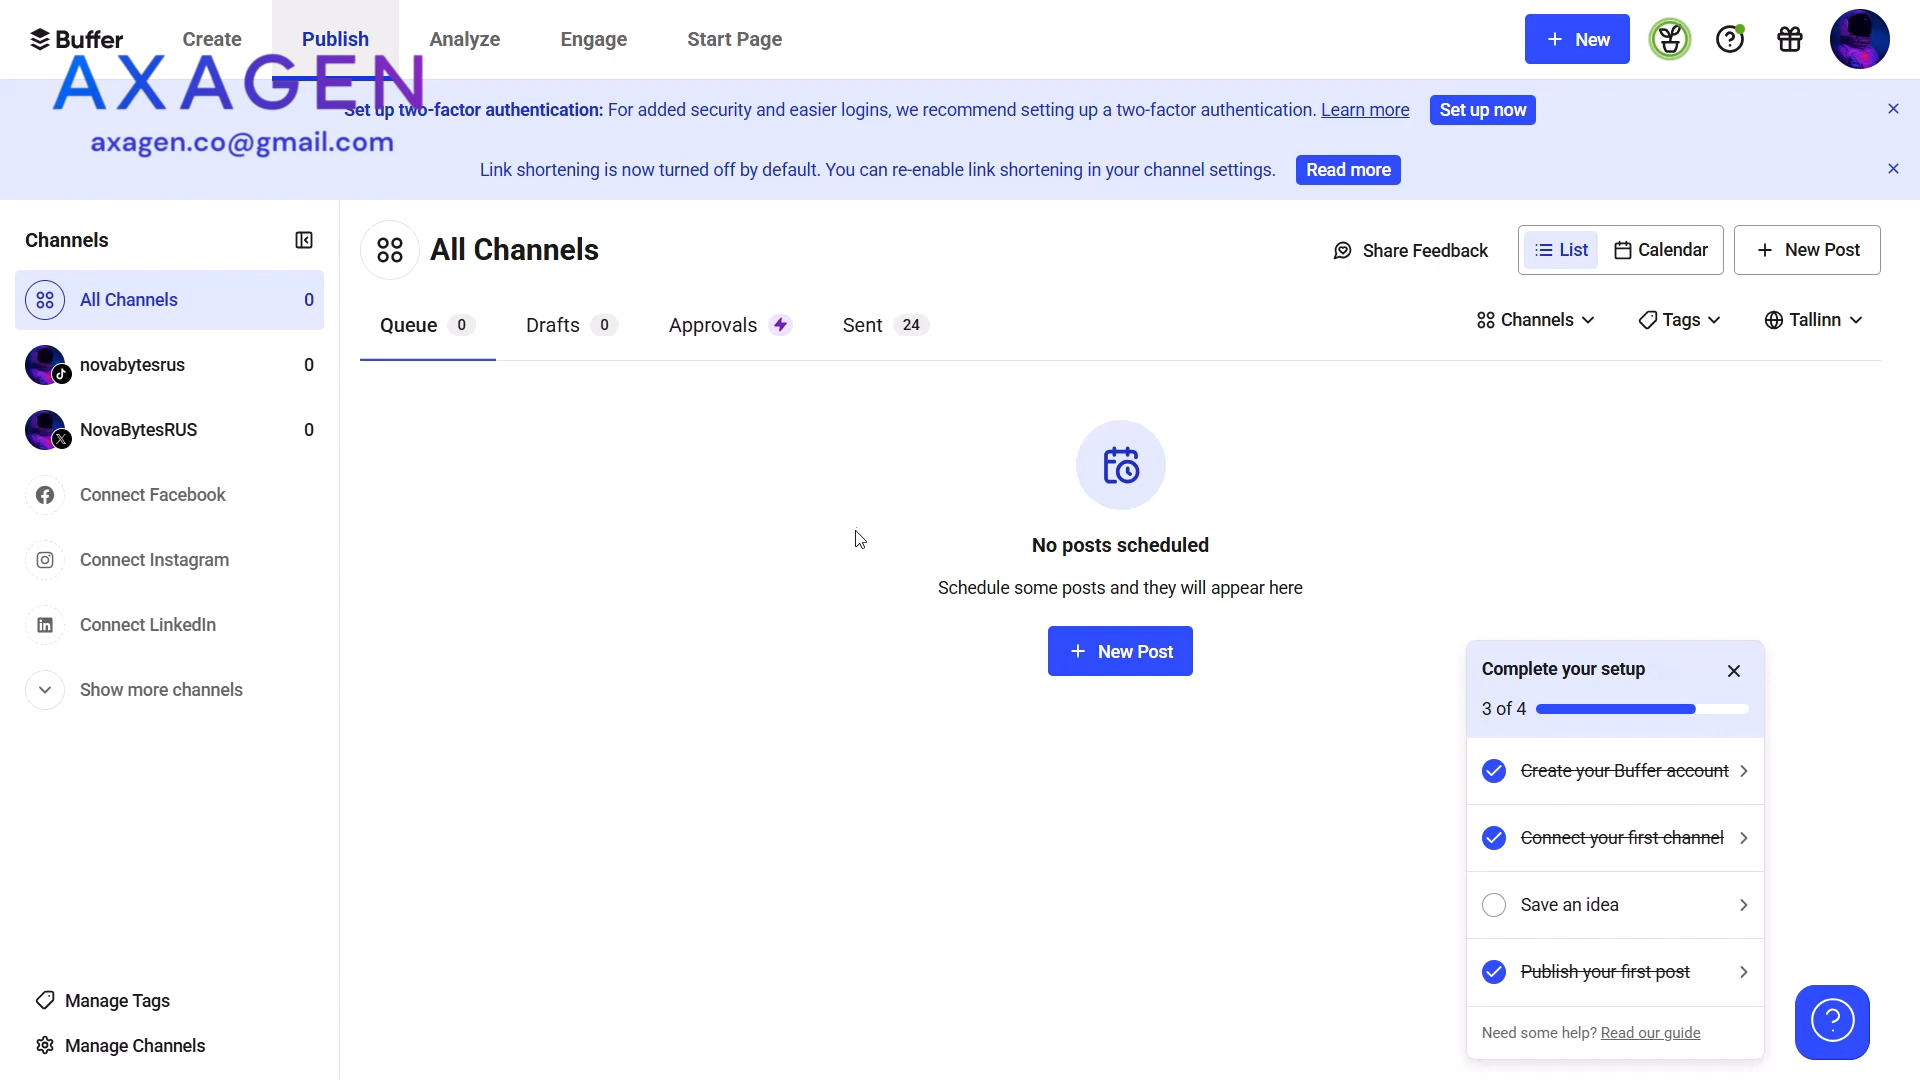 Buffer
Create
Publish
Analyze
Engage
Start Page
New
AXAGEN
axagen.co@gmail.com
Set up two-factor authentication: For added security and easier logins, we recommend setting up a two-factor authentication. Learn more
Set up now
Link shortening is now turned off by default. You can re-enable link shortening in your channel settings.
Read more
Channels
All Channels 0
novabytesrus 0
NovaBytesRUS 0
Connect Facebook
Connect Instagram
Connect LinkedIn
Show more channels
Manage Tags
Manage Channels
All Channels
Share Feedback
List
Calendar
New Post
Queue 0
Drafts 0
Approvals
Sent 24
Channels
Tags
Tallinn
No posts scheduled
Schedule some posts and they will appear here
New Post
Complete your setup
3 of 4
Create your Buffer account
Connect your first channel
Save an idea
Publish your first post
Need some help? Read our guide